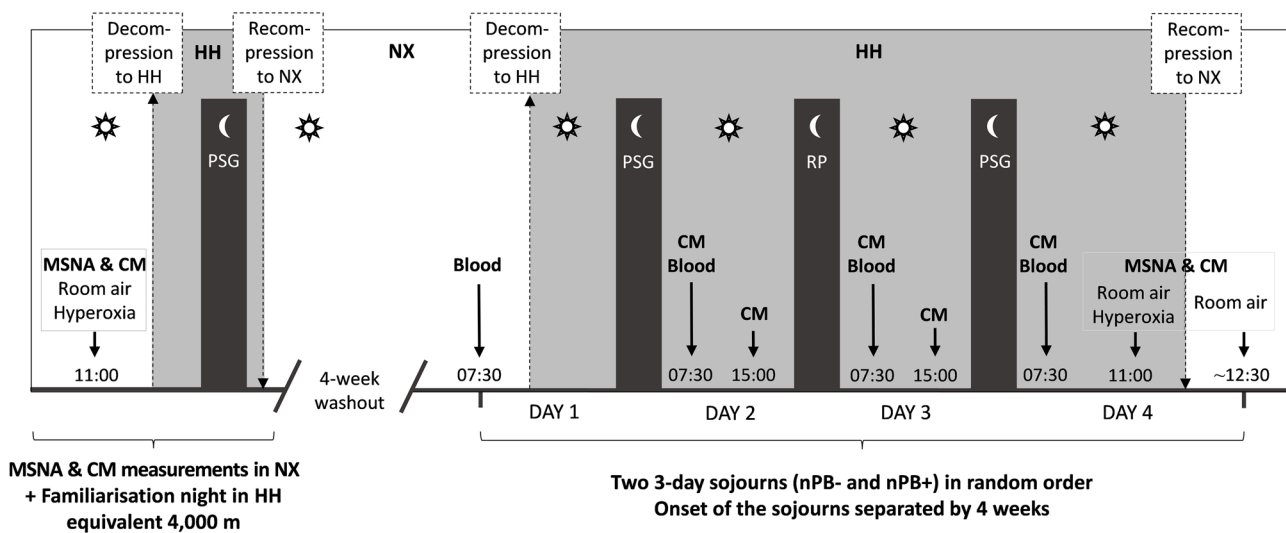 Decom-
pression
to HH
HH
Recom-
pression
to NX
NX
Decom-
pression
to HH
HH
Recom-
pression
to NX
PSG
PSG
RP
PSG
MSNA & CM
Room air
Hyperoxia
11:00
4-week
washout
Blood
07:30
CM
Blood
07:30
CM
15:00
CM
Blood
07:30
CM
15:00
CM
Blood
07:30
MSNA & CM
Room air
Hyperoxia
11:00
Room air
~12:30
DAY 1
DAY 2
DAY 3
DAY 4
MSNA & CM measurements in NX
+ Familiarisation night in HH
equivalent 4,000 m
Two 3-day sojourns (nPB- and nPB+) in random order
Onset of the sojourns separated by 4 weeks